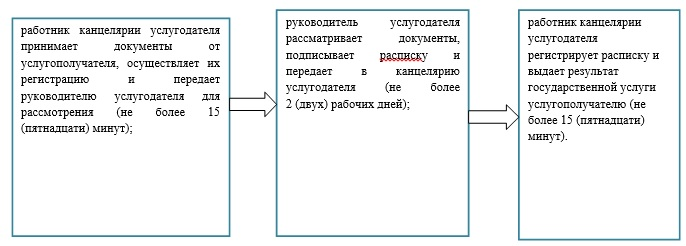 работник канцелярии услугодателя
принимает документы от
услугополучателя, осуществляет их
регистрацию и передает
руководителю услугодателя для
рассмотрения (не более 15
(пятнадцати) минут);
руководитель услугодателя
рассматривает документы,
подписывает расписку и
передает в канцелярию
услугодателя (не более
2 (двух) рабочих дней);
работник канцелярии
услугодателя
регистрирует расписку и
выдает результат
государственной услуги
услугополучателю (не
более 15 (пятнадцати)
минут).